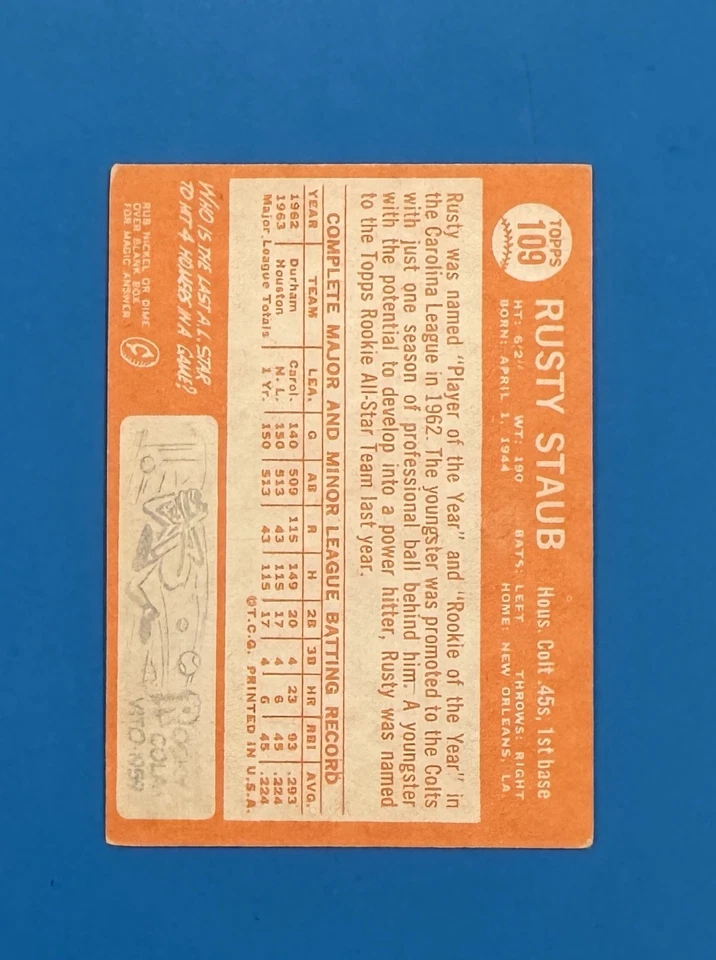 TOPPS
109
RUSTY STAUB Hous. Colt .45s, 1st base
HT: 6'2" WT: 190 BATS: LEFT THROWS: RIGHT
BORN: APRIL 1, 1944 HOME: NEW ORLEANS, LA.
Rusty was named "Player of the Year" and "Rookie of the Year" in
the Carolina League in 1962. The youngster was promoted to the Colts
with just one season of professional ball behind him. A youngster
with the potential to develop into a power hitter, Rusty was named
to the Topps Rookie All-Star Team last year.
COMPLETE MAJOR AND MINOR LEAGUE BATTING RECORD
YEAR TEAM LEA. G AB R H 2B 3B HR RBI AVG.
1962 Durham Carol. 140 509 115 149 20 4 23 93 .293
1963 Houston N. L. 150 513 43 115 17 4 6 45 .224
Major League Totals 1 Yr. 150 513 43 115 17 4 6 45 .224
©T.C.G. PRINTED IN U.S.A.
WHO IS THE LAST A.L. STAR
TO HIT 4 HOMERS IN A GAME?
RUB NICKEL OR DIME
OVER BLANK BOX
FOR MAGIC ANSWER
ROCKY
COLA
VITO-1959